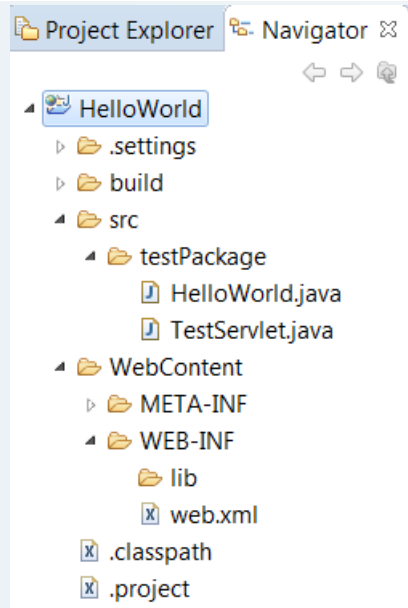 Project Explorer Navigator
HelloWorld
.settings
build
src
testPackage
HelloWorld.java
TestServlet.java
WebContent
META-INF
WEB-INF
lib
web.xml
.classpath
.project